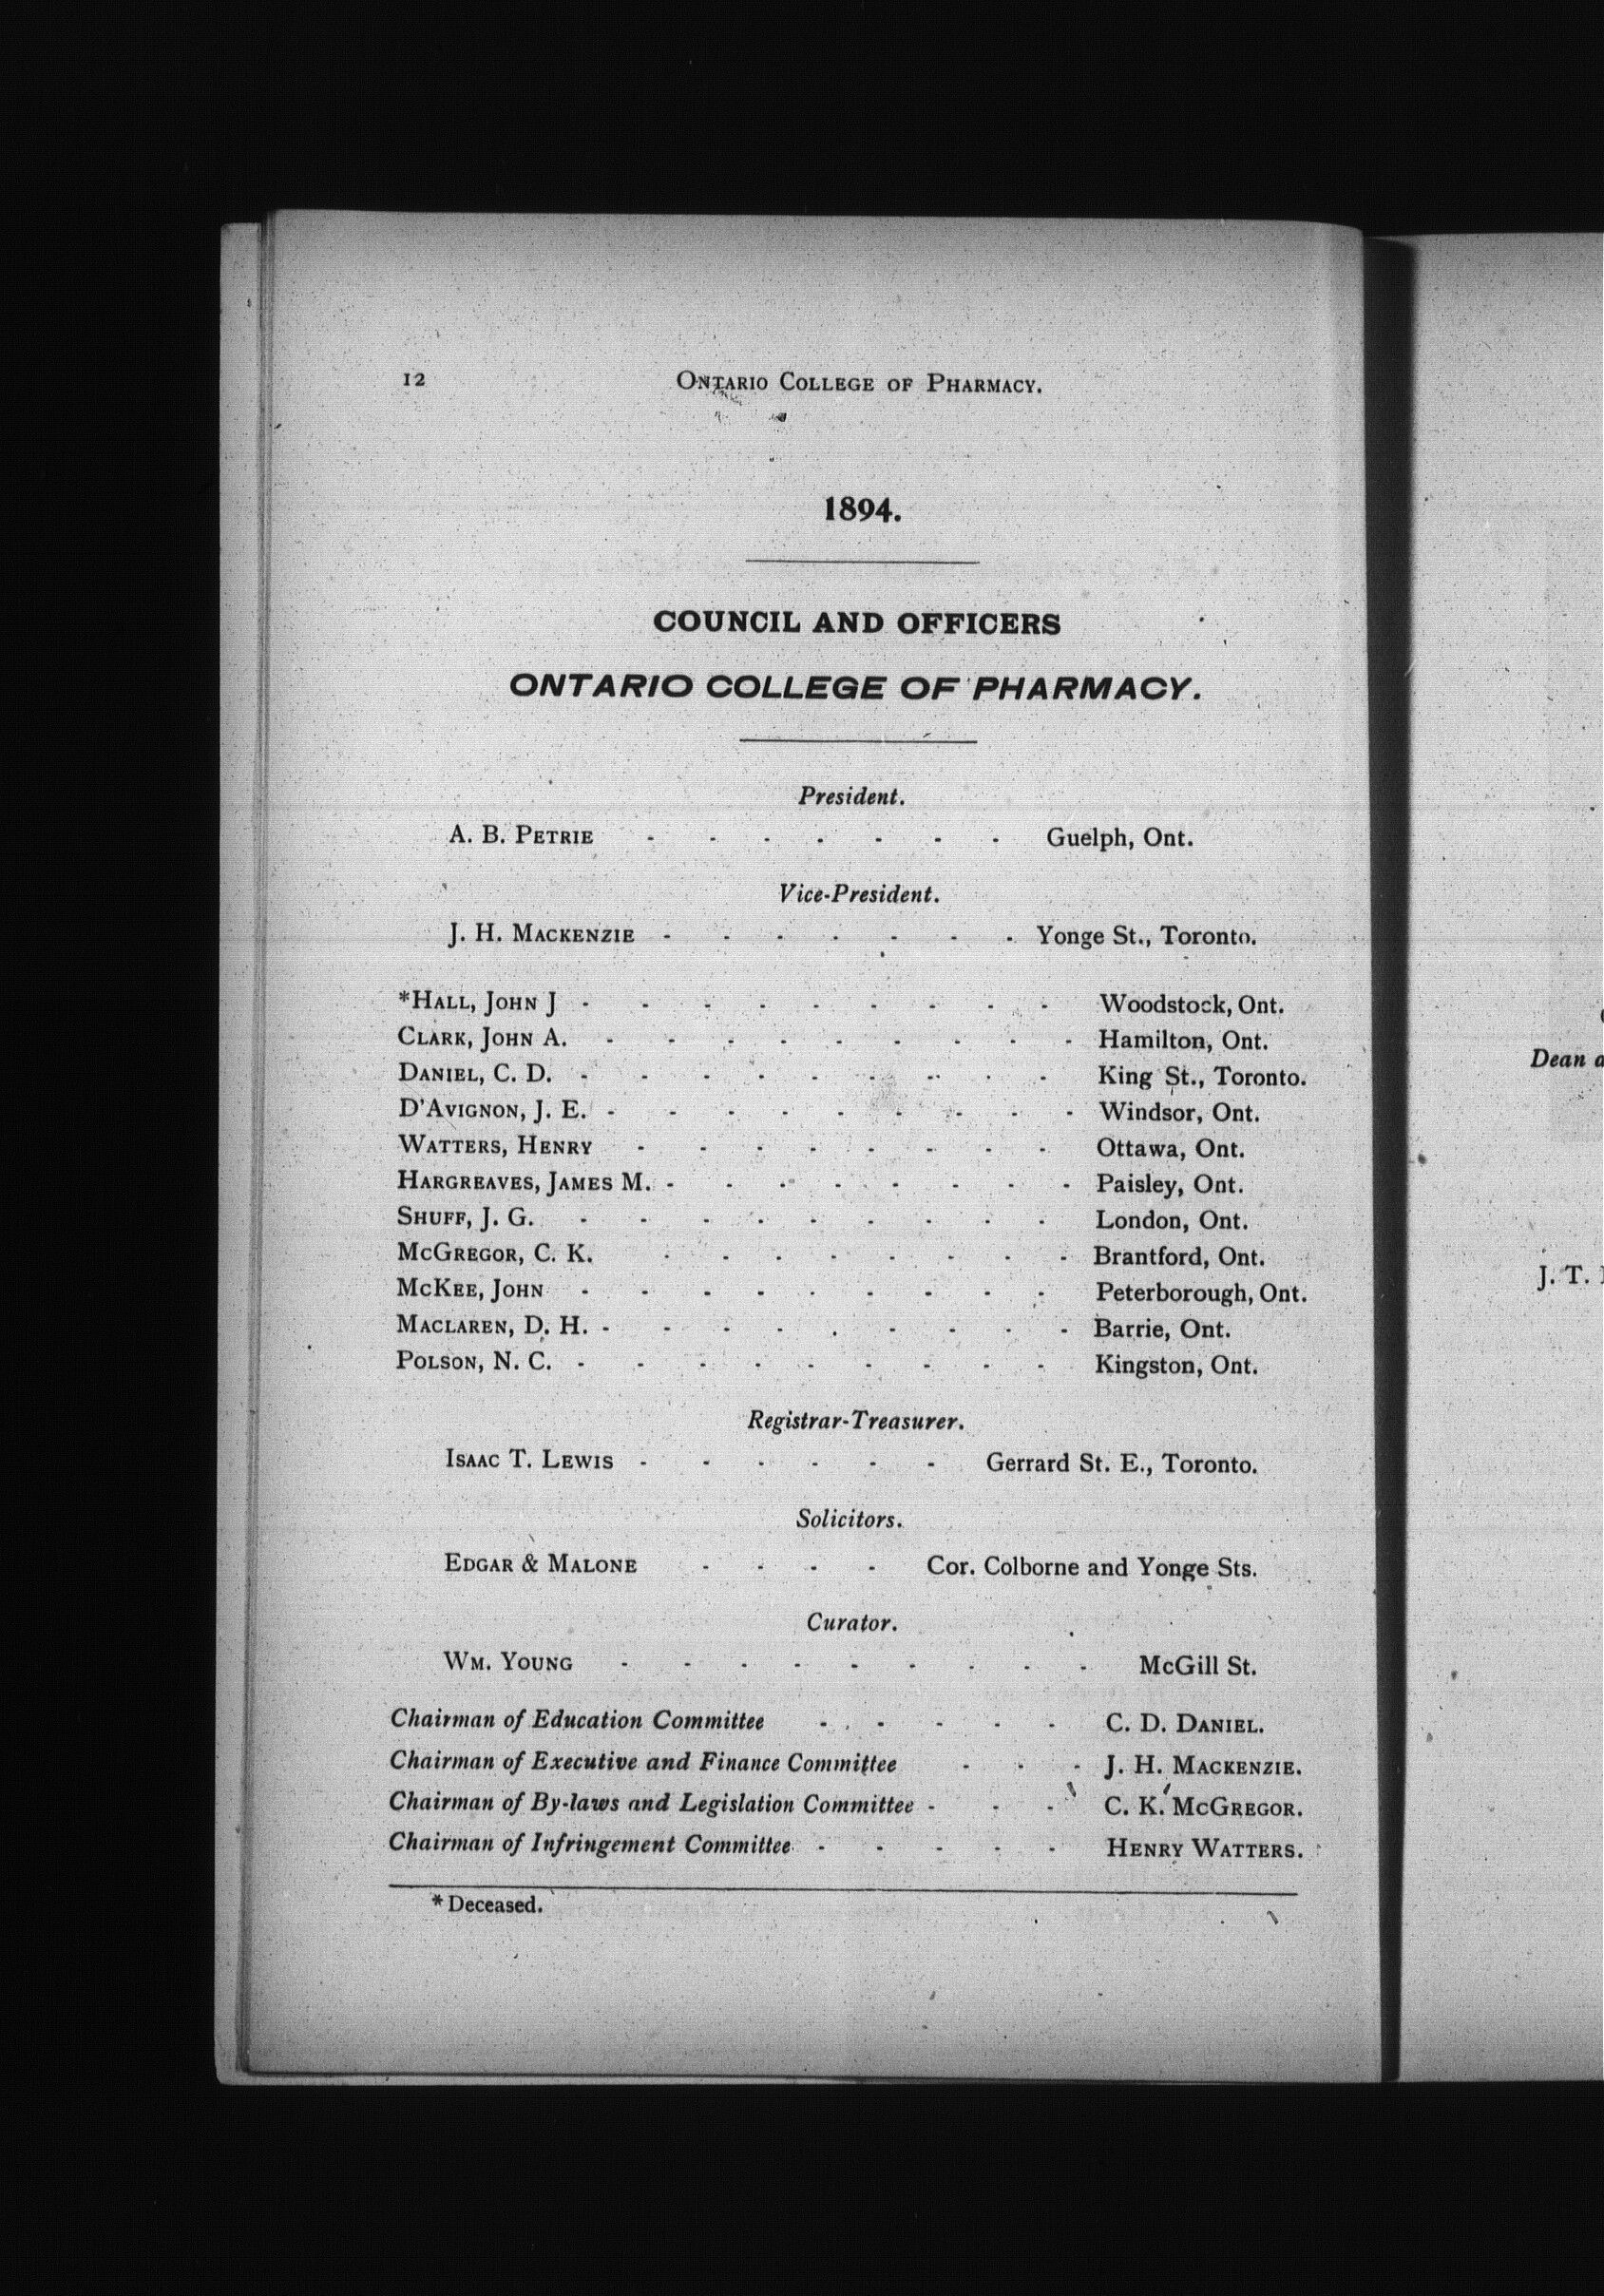 12 ONTARIO COLLEGE OF PHARMACY.
1894.
COUNCIL AND OFFICERS
ONTARIO COLLEGE OF PHARMACY.
President.
A. B. PETRIE - - - - - - - Guelph, Ont.
Vice-President.
J. H. MACKENZIE - - - - - - - Yonge St., Toronto.
*HALL, JOHN J - - - - - - - - - Woodstock, Ont.
CLARK, JOHN A. - - - - - - - - - Hamilton, Ont.
DANIEL, C. D. - - - - - - - - - King St., Toronto.
D'AVIGNON, J. E. - - - - - - - - - Windsor, Ont.
WATTERS, HENRY - - - - - - - - Ottawa, Ont.
HARGREAVES, JAMES M. - - - - - - - - Paisley, Ont.
SHUFF, J. G. - - - - - - - - - London, Ont.
MCGREGOR, C. K. - - - - - - - - Brantford, Ont.
MCKEE, JOHN - - - - - - - - - Peterborough, Ont.
MACLAREN, D. H. - - - - - - - - - Barrie, Ont.
POLSON, N. C. - - - - - - - - - Kingston, Ont.
Registrar-Treasurer.
ISAAC T. LEWIS - - - - - - Gerrard St. E., Toronto.
Solicitors.
EDGAR & MALONE - - - - Cor. Colborne and Yonge Sts.
Curator.
WM. YOUNG - - - - - - - - - McGill St.
Chairman of Education Committee - - - - - C. D. DANIEL.
Chairman of Executive and Finance Committee - - - J. H. MACKENZIE.
Chairman of By-laws and Legislation Committee - - - C. K. MCGREGOR.
Chairman of Infringement Committee - - - - - HENRY WATTERS.
* Deceased.
Dean
J. T.